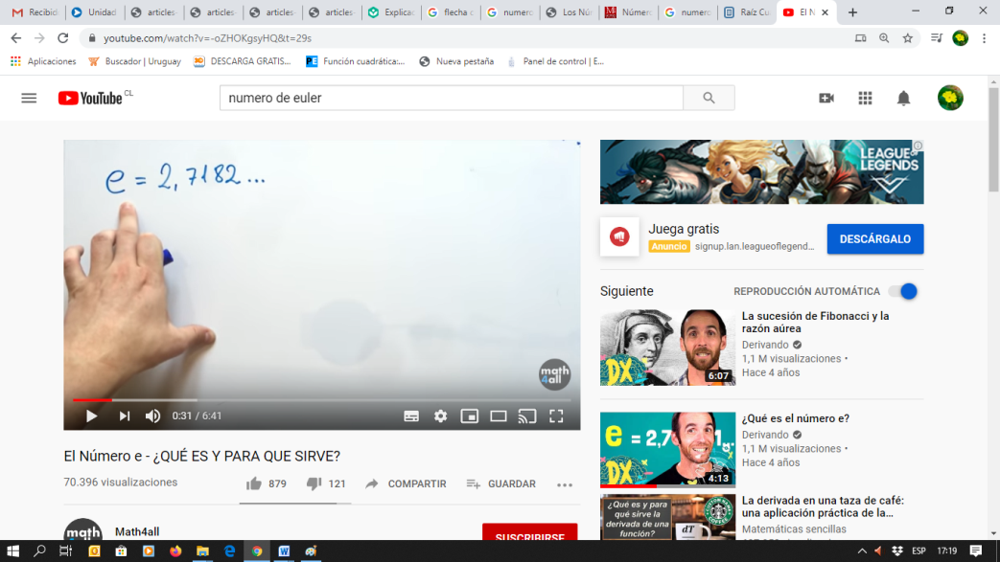 Recibid
Unidad
articles-
articles-
articles-
articles-
Explicac
flecha c
numero
Los Nú
Número
numero
Raíz Cu
El N
youtube.com/watch?v=-oZHOKgsyHQ&t=29s
Aplicaciones
Buscador | Uruguay
DESCARGA GRATIS...
Función cuadrática:...
Nueva pestaña
Panel de control | E...
YouTube CL
numero de euler
e = 2,7182...
math
4all
0:31 / 6:41
El Número e - ¿QUÉ ES Y PARA QUE SIRVE?
70.396 visualizaciones
879
121
COMPARTIR
GUARDAR
math
Math4all
SUSCRIBIRSE
LEAGUE of
LEGENDS
Juega gratis
Anuncio signup.lan.leagueoflegend...
DESCÁRGALO
Siguiente
REPRODUCCIÓN AUTOMÁTICA
DX
6:07
La sucesión de Fibonacci y la
razón aúrea
Derivando
1,1 M visualizaciones •
Hace 4 años
e = 2,7 1...
DX
4:13
¿Qué es el número e?
Derivando
1,1 M visualizaciones •
Hace 4 años
¿Qué es y para
qué sirve la
derivada de una
función?
dT
La derivada en una taza de café:
una aplicación práctica de la...
Matemáticas sencillas
ESP
17:19